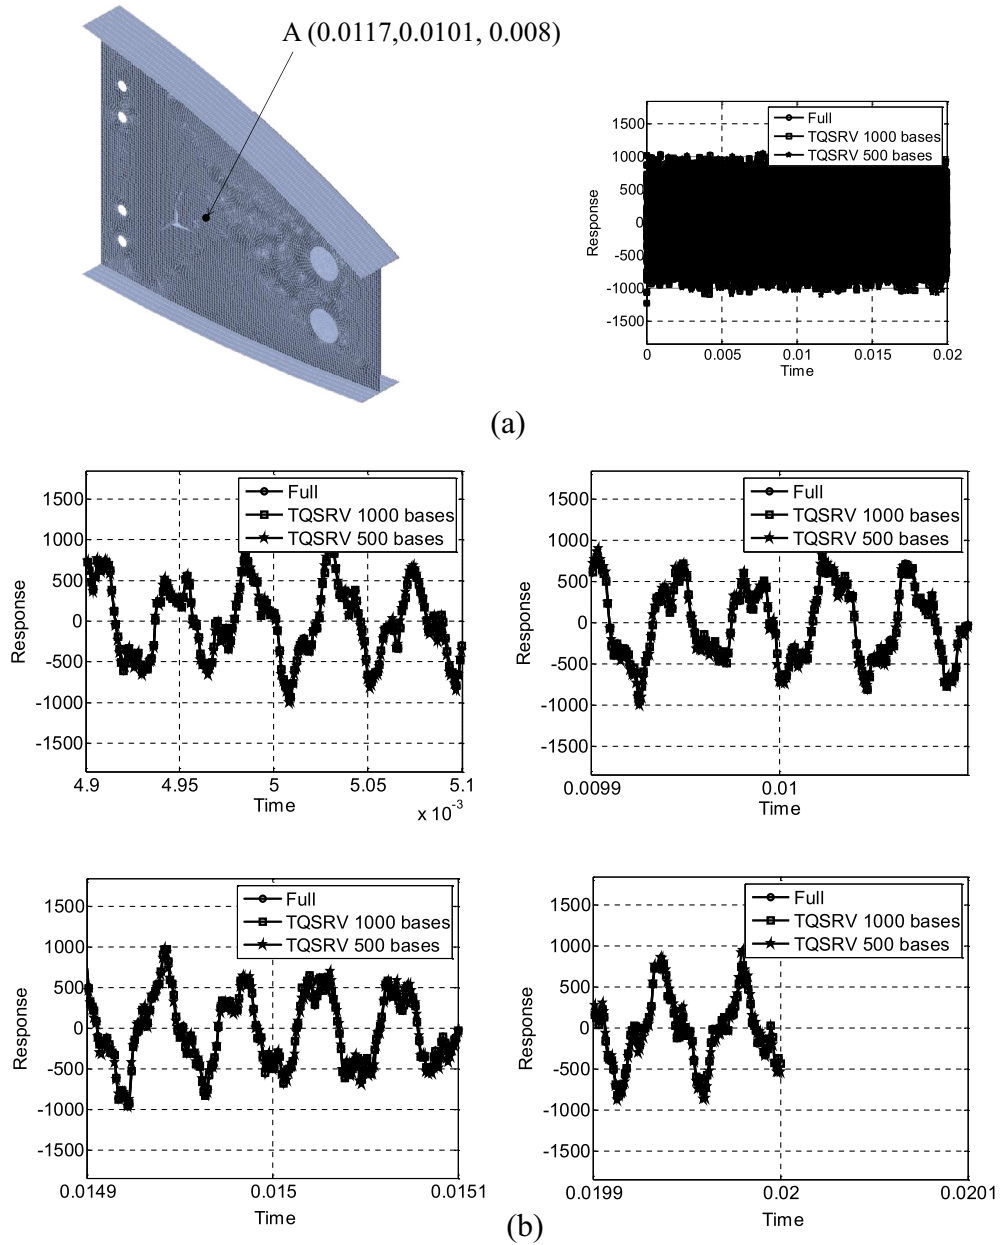 A (0.0117,0.0101, 0.008)
Full
TQSRV 1000 bases
TQSRV 500 bases
1500
1000
500
0
-500
-1000
-1500
Response
0
0.005
0.01
0.015
0.02
Time
(a)
Full
TQSRV 1000 bases
TQSRV 500 bases
1500
1000
500
0
-500
-1000
-1500
Response
4.9
4.95
5
5.05
5.1
Time
x 10⁻³
Full
TQSRV 1000 bases
TQSRV 500 bases
1500
1000
500
0
-500
-1000
-1500
Response
0.0099
0.01
Time
Full
TQSRV 1000 bases
TQSRV 500 bases
1500
1000
500
0
-500
-1000
-1500
Response
0.0149
0.015
0.0151
Time
Full
TQSRV 1000 bases
TQSRV 500 bases
1500
1000
500
0
-500
-1000
-1500
Response
0.0199
0.02
0.0201
Time
(b)